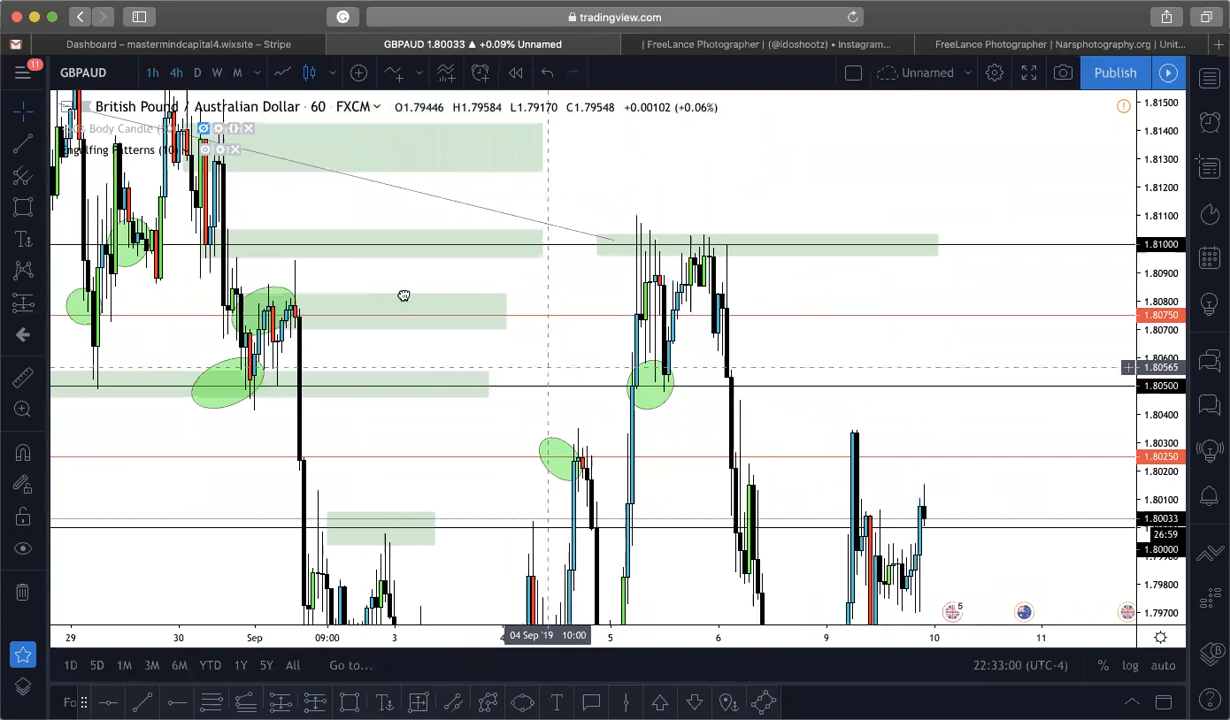 tradingview.com
Dashboard – mastermindcapital4.wixsite – Stripe
GBPAUD 1.80033 ▲ +0.09% Unnamed
| FreeLance Photographer | (@idoshootz) • Instagram...
FreeLance Photographer | Narsphotography.org | Unit...
11
GBPAUD
1h 4h D W M
Unnamed
Publish
British Pound / Australian Dollar • 60 • FXCM
O1.79446 H1.79584 L1.79170 C1.79548 +0.00102 (+0.06%)
Body Candle
Engulfing Patterns (10)
1.81500
1.81400
1.81300
1.81200
1.81100
1.81000
1.80900
1.80800
1.80750
1.80700
1.80600
1.80565
1.80500
1.80400
1.80300
1.80250
1.80200
1.80100
1.80033
26:59
1.80000
1.79800
1.79700
5
29 30 Sep 09:00 3 4 04 Sep '19 10:00 5 6 9 10 11
1D 5D 1M 3M 6M YTD 1Y 5Y All Go to...
22:33:00 (UTC-4) % log auto
Fo